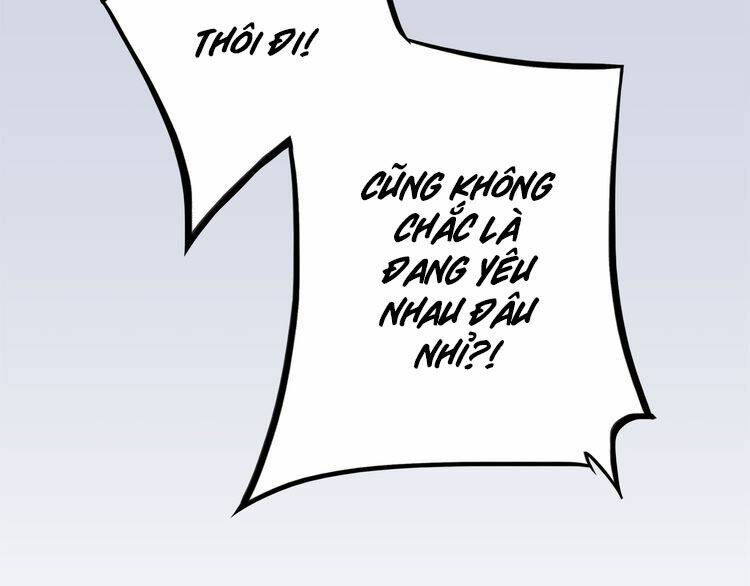 THÔI ĐI!
CŨNG KHÔNG
CHẮC LÀ
ĐANG YÊU
NHAU ĐÂU
NHỈ?!